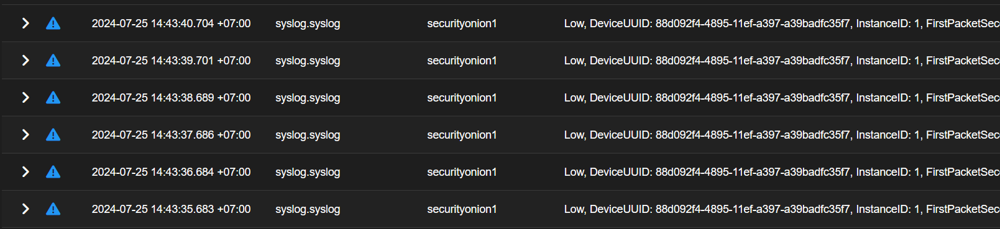 2024-07-25 14:43:40.704 +07:00 syslog.syslog securityonion1 Low, DeviceUUID: 88d092f4-4895-11ef-a397-a39badfc35f7, InstanceID: 1, FirstPacketSec
2024-07-25 14:43:39.701 +07:00 syslog.syslog securityonion1 Low, DeviceUUID: 88d092f4-4895-11ef-a397-a39badfc35f7, InstanceID: 1, FirstPacketSec
2024-07-25 14:43:38.689 +07:00 syslog.syslog securityonion1 Low, DeviceUUID: 88d092f4-4895-11ef-a397-a39badfc35f7, InstanceID: 1, FirstPacketSec
2024-07-25 14:43:37.686 +07:00 syslog.syslog securityonion1 Low, DeviceUUID: 88d092f4-4895-11ef-a397-a39badfc35f7, InstanceID: 1, FirstPacketSec
2024-07-25 14:43:36.684 +07:00 syslog.syslog securityonion1 Low, DeviceUUID: 88d092f4-4895-11ef-a397-a39badfc35f7, InstanceID: 1, FirstPacketSec
2024-07-25 14:43:35.683 +07:00 syslog.syslog securityonion1 Low, DeviceUUID: 88d092f4-4895-11ef-a397-a39badfc35f7, InstanceID: 1, FirstPacketSec